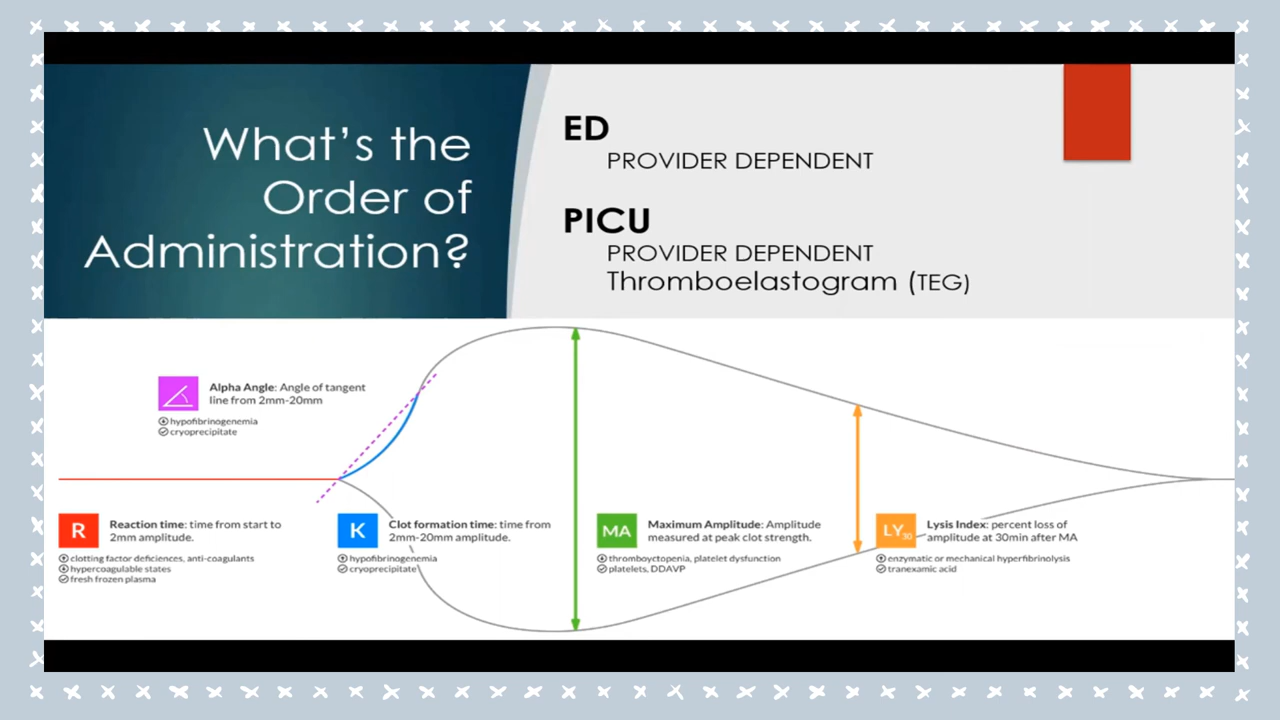 What's the
Order of
Administration?
ED
PROVIDER DEPENDENT
PICU
PROVIDER DEPENDENT
Thromboelastogram (TEG)
Alpha Angle: Angle of tangent
line from 2mm-20mm
hypofibrinogenemia
cryoprecipitate
R
Reaction time: time from start to
2mm amplitude.
clotting factor deficiences, anti-coagulants
hypercoagulable states
fresh frozen plasma
K
Clot formation time: time from
2mm-20mm amplitude.
hypofibrinogenemia
cryoprecipitate
MA
Maximum Amplitude: Amplitude
measured at peak clot strength.
thromboyctopenia, platelet dysfunction
platelets, DDAVP
LY30
Lysis Index: percent loss of
amplitude at 30min after MA
enzymatic or mechanical hyperfibrinolysis
tranexamic acid